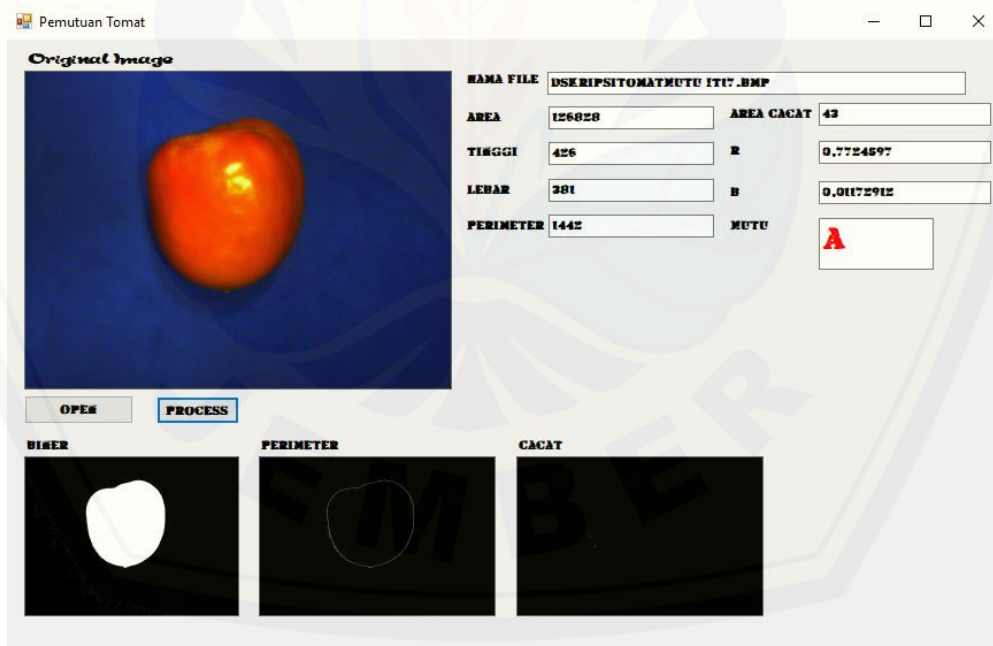 Pemutuan Tomat
Original Image
NAMA FILE DSKRIPSITOMATMUTU 1T17.BMP
AREA 126828 AREA CACAT 43
TINGGI 426 R 0,7724597
LEBAR 381 B 0,01172912
PERIMETER 1442 MUTU A
OPEN PROCESS
BINER PERIMETER CACAT
EMBER